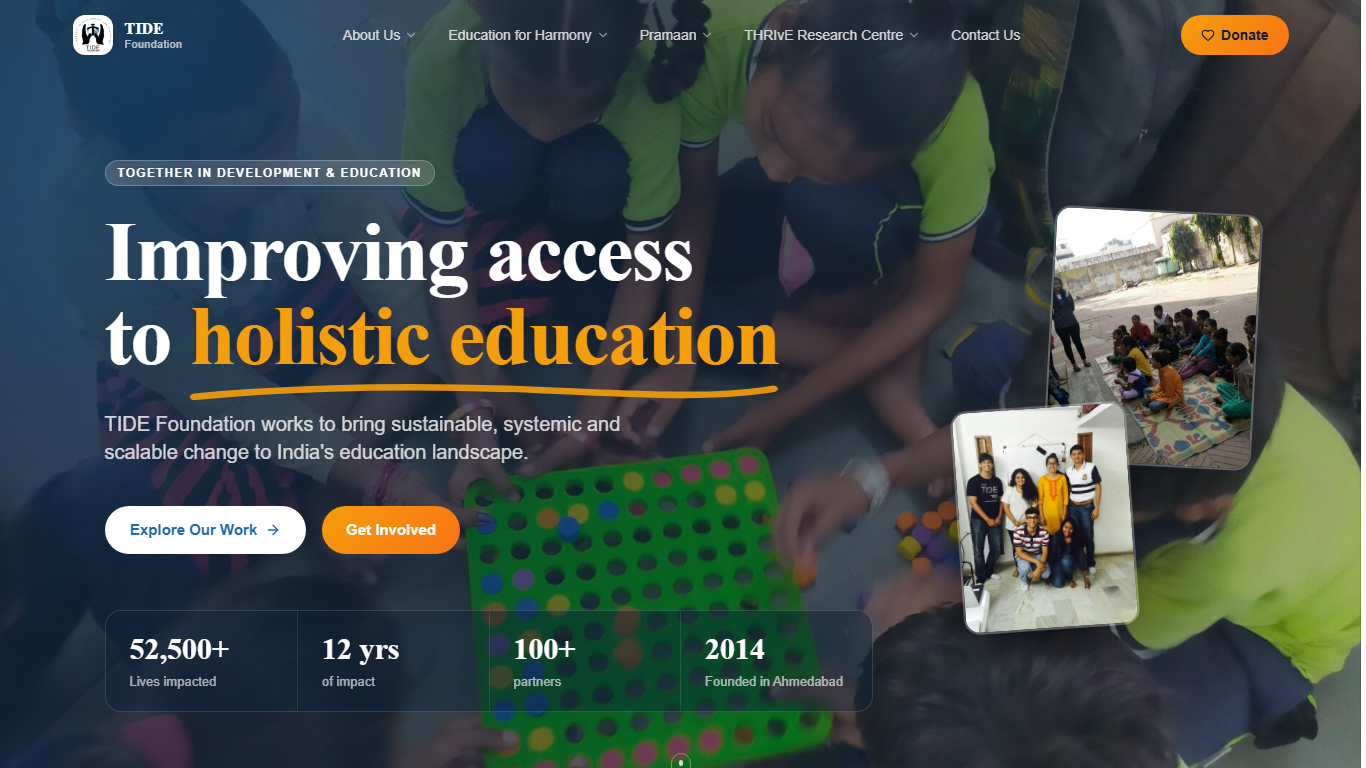 TIDE
TIDE
Foundation
About Us
Education for Harmony
Pramaan
THRIvE Research Centre
Contact Us
Donate
TOGETHER IN DEVELOPMENT & EDUCATION
Improving access
to holistic education
TIDE Foundation works to bring sustainable, systemic and
scalable change to India's education landscape.
TIDE
Explore Our Work
Get Involved
52,500+
Lives impacted
12 yrs
of impact
100+
partners
2014
Founded in Ahmedabad